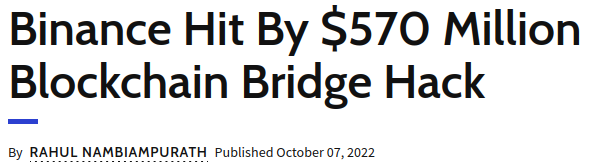 Binance Hit By $570 Million
Blockchain Bridge Hack
By RAHUL NAMBIAMPURATH Published October 07, 2022